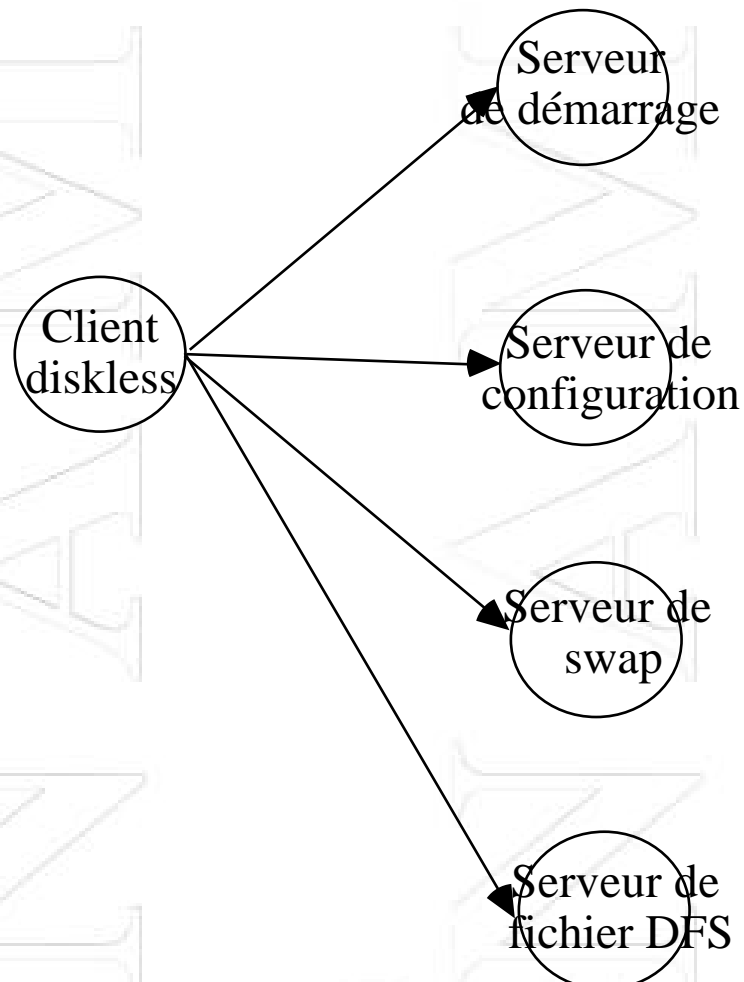 Serveur
de démarrage
Client
diskless
Serveur de
configuration
Serveur de
swap
Serveur de
fichier DFS